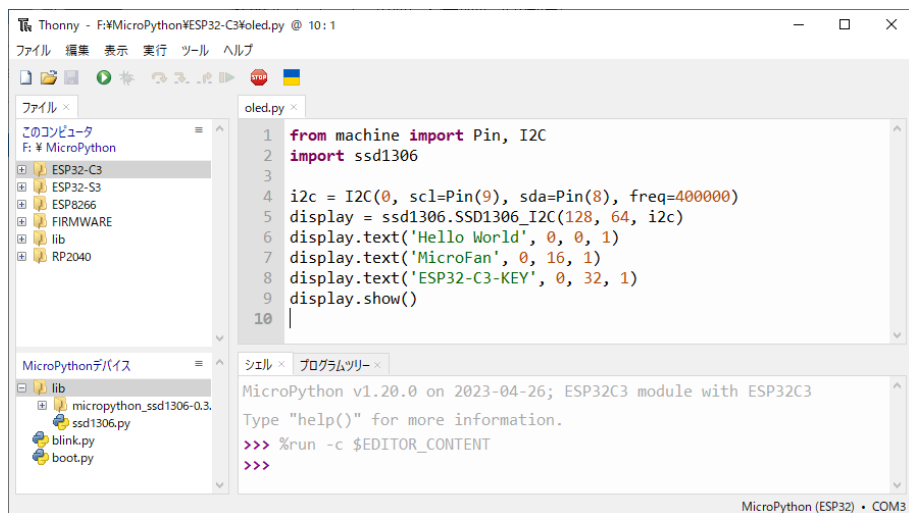 Thonny - F:¥MicroPython¥ESP32-C3¥oled.py @ 10:1
ファイル 編集 表示 実行 ツール ヘルプ
STOP
ファイル ×
このコンピュータ
F: ¥ MicroPython
ESP32-C3
ESP32-S3
ESP8266
FIRMWARE
lib
RP2040
MicroPythonデバイス
lib
micropython_ssd1306-0.3.
ssd1306.py
blink.py
boot.py
oled.py ×
1 from machine import Pin, I2C
2 import ssd1306
3
4 i2c = I2C(0, scl=Pin(9), sda=Pin(8), freq=400000)
5 display = ssd1306.SSD1306_I2C(128, 64, i2c)
6 display.text('Hello World', 0, 0, 1)
7 display.text('MicroFan', 0, 16, 1)
8 display.text('ESP32-C3-KEY', 0, 32, 1)
9 display.show()
10
シェル × プログラムツリー ×
MicroPython v1.20.0 on 2023-04-26; ESP32C3 module with ESP32C3
Type "help()" for more information.
>>> %run -c $EDITOR_CONTENT
>>>
MicroPython (ESP32) • COM3